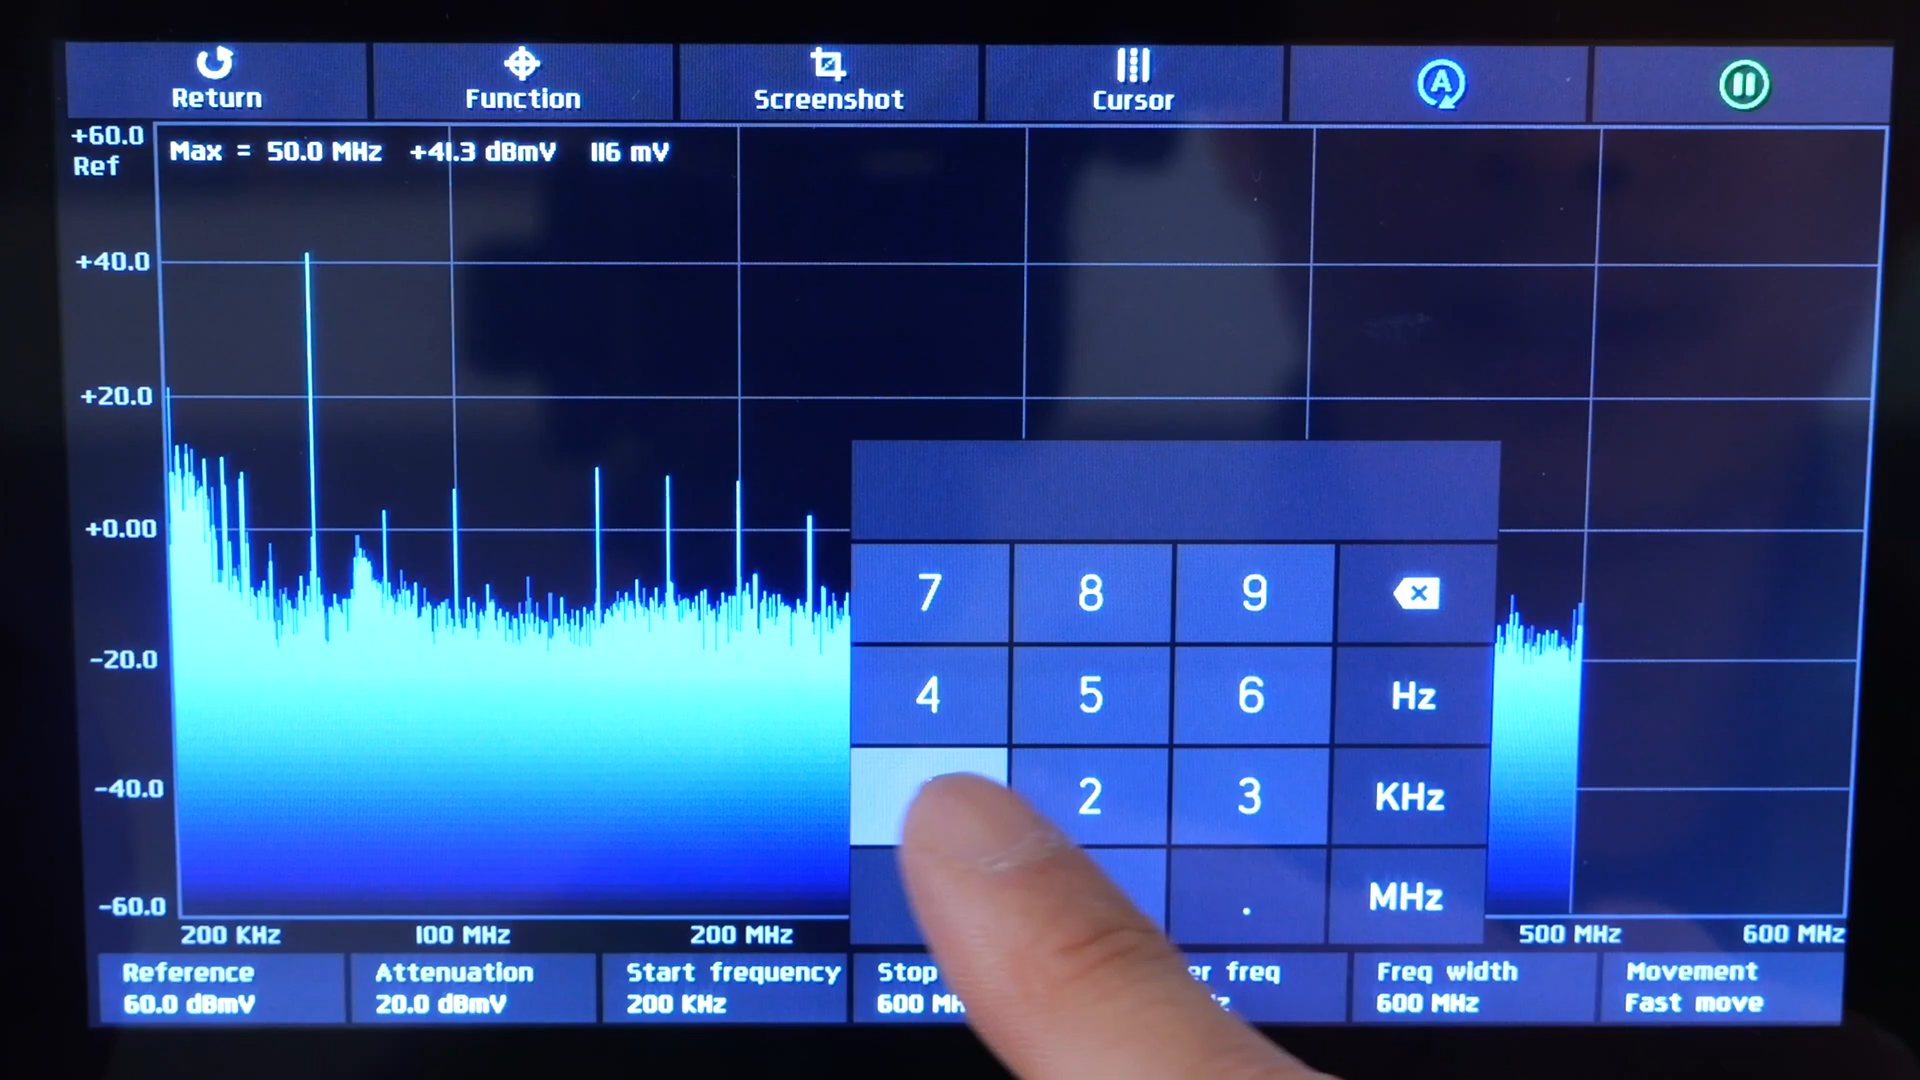 Return Function Screenshot Cursor A
+60.0
Ref
Max = 50.0 MHz +41.3 dBmV 116 mV
+40.0
+20.0
+0.00
-20.0
-40.0
-60.0
7 8 9
4 5 6 Hz
2 3 KHz
. MHz
200 KHz 100 MHz 200 MHz 500 MHz 600 MHz
Reference Attenuation Start frequency Stop freq Freq width Movement
60.0 dBmV 20.0 dBmV 200 KHz 600 600 MHz Fast move